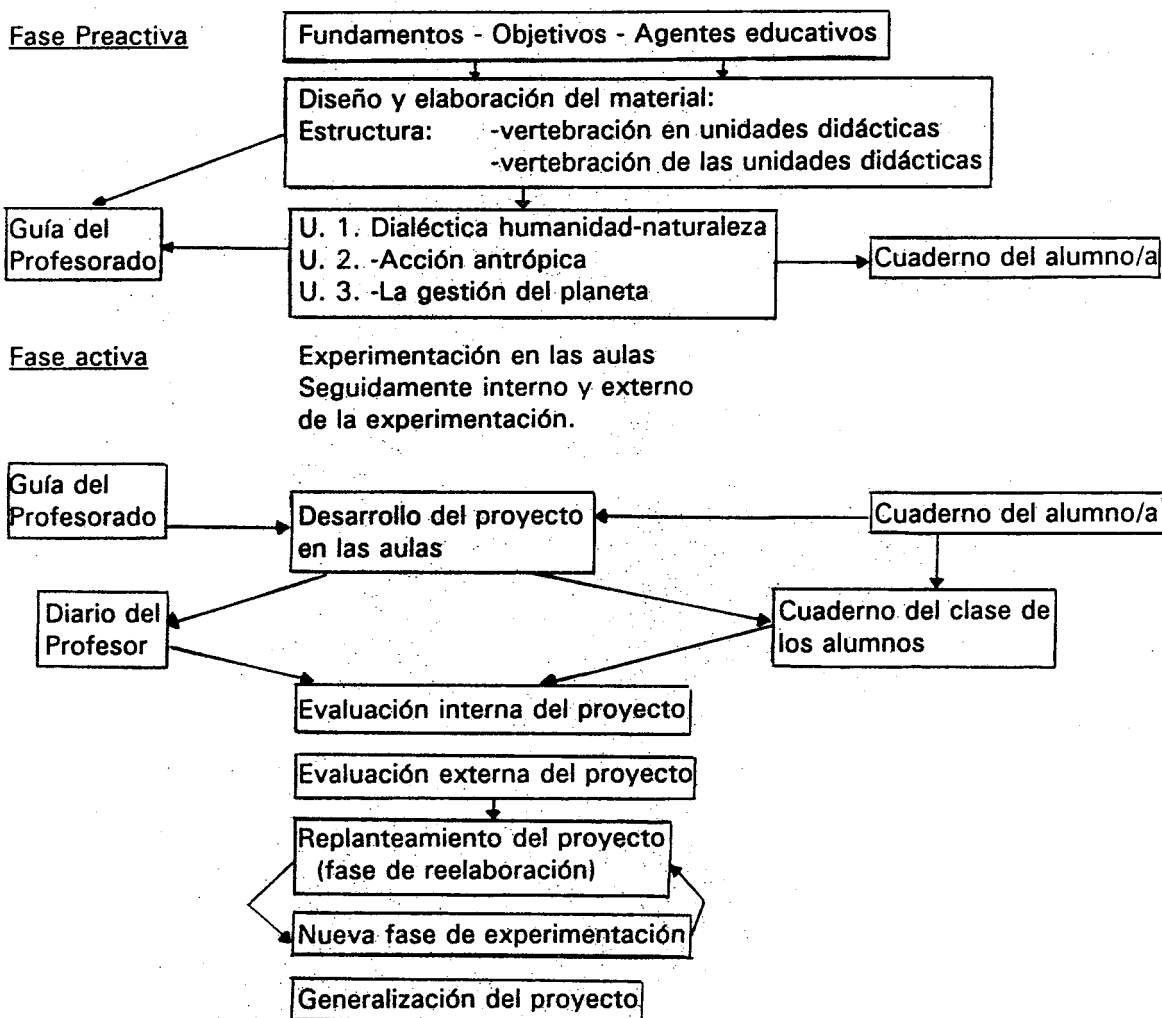 Fase Preactiva
Fundamentos - Objetivos - Agentes educativos
Diseño y elaboración del material:
Estructura: -vertebración en unidades didácticas
-vertebración de las unidades didácticas
Guía del
Profesorado
U. 1. Dialéctica humanidad-naturaleza
U. 2. -Acción antrópica
U. 3. -La gestión del planeta
Cuaderno del alumno/a
Fase activa
Experimentación en las aulas
Seguidamente interno y externo
de la experimentación.
Guía del
Profesorado
Desarrollo del proyecto
en las aulas
Cuaderno del alumno/a
Diario del
Profesor
Cuaderno del clase de
los alumnos
Evaluación interna del proyecto
Evaluación externa del proyecto
Replanteamiento del proyecto
(fase de reelaboración)
Nueva fase de experimentación
Generalización del proyecto